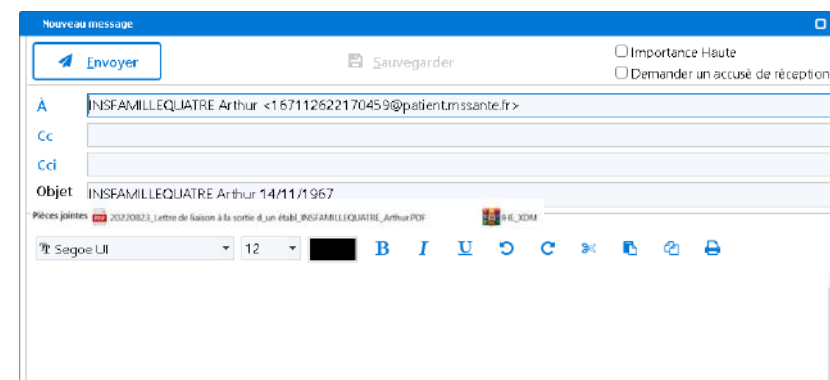 Nouveau message
Envoyer
Sauvegarder
Importance Haute
Demander un accusé de réception
À INSFAMILLEQUATRE Arthur <167112622170459@patient.mssante.fr>
Cc
Cci
Objet INSFAMILLEQUATRE Arthur 14/11/1967
Pièces jointes PDF 20220823_Lettre de liaison à la sortie d_un établ_INSFAMILLEQUATRE_Arthur.PDF IHE_XDM
Segoe UI 12 B I U